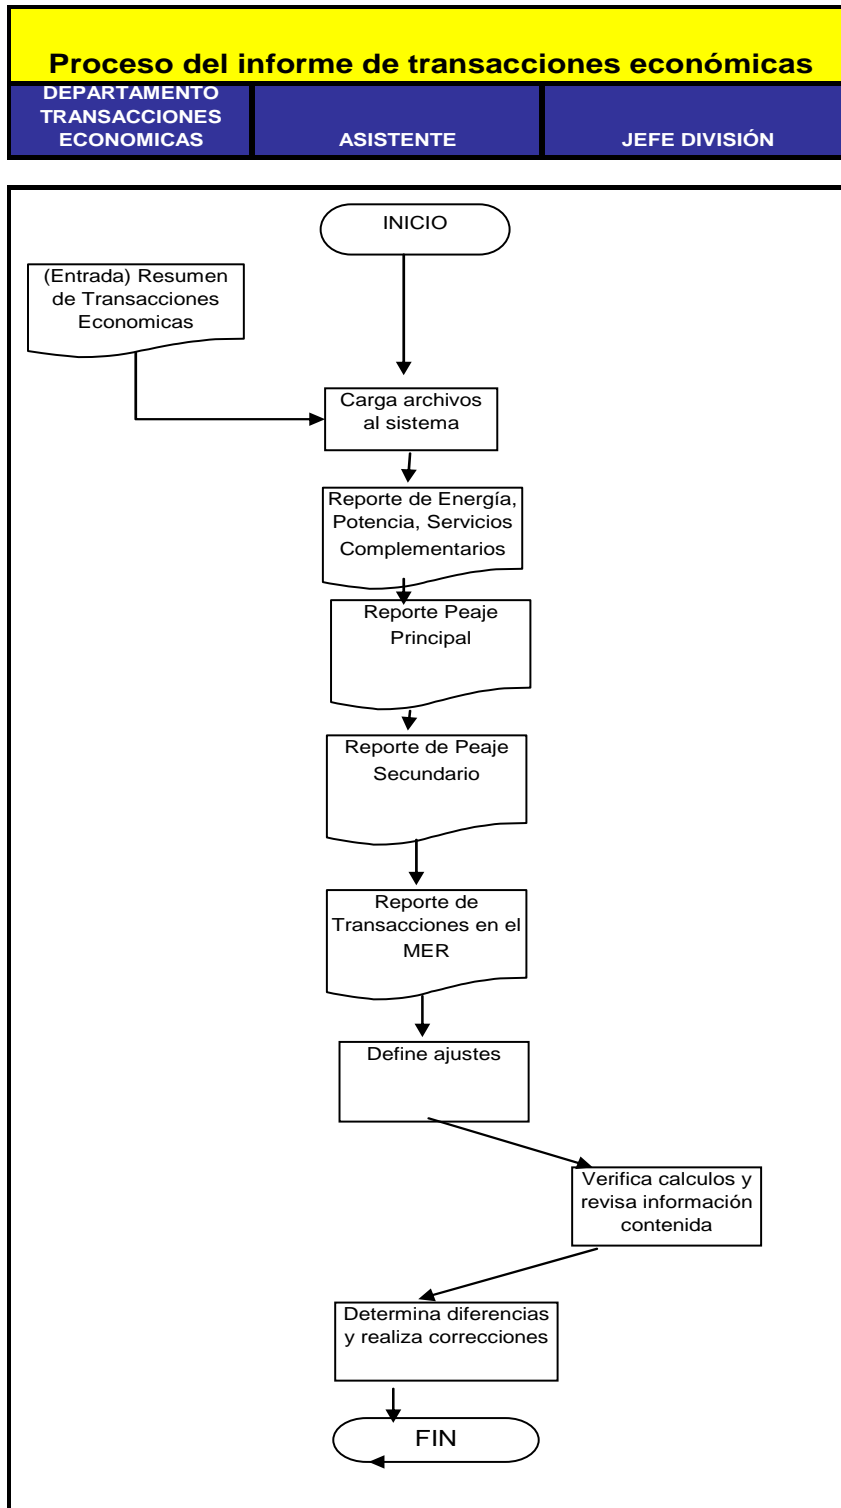 Proceso del informe de transacciones económicas
DEPARTAMENTO
TRANSACCIONES
ECONOMICAS
ASISTENTE
JEFE DIVISIÓN
INICIO
(Entrada) Resumen
de Transacciones
Economicas
Carga archivos
al sistema
Reporte de Energía,
Potencia, Servicios
Complementarios
Reporte Peaje
Principal
Reporte de Peaje
Secundario
Reporte de
Transacciones en el
MER
Define ajustes
Verifica calculos y
revisa información
contenida
Determina diferencias
y realiza correcciones
FIN